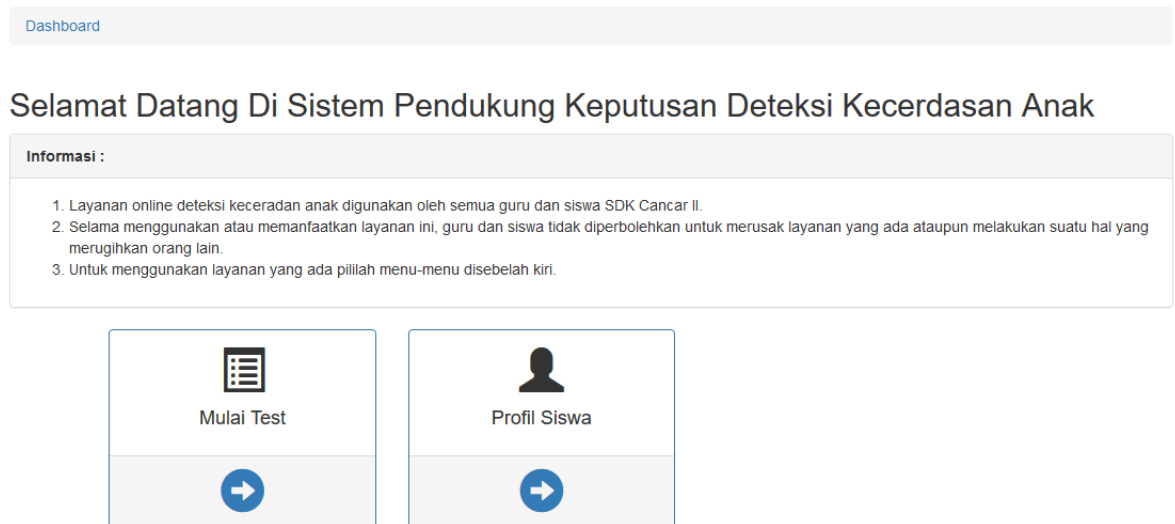 Dashboard
Selamat Datang Di Sistem Pendukung Keputusan Deteksi Kecerdasan Anak
Informasi :
1. Layanan online deteksi keceradan anak digunakan oleh semua guru dan siswa SDK Cancar II.
2. Selama menggunakan atau memanfaatkan layanan ini, guru dan siswa tidak diperbolehkan untuk merusak layanan yang ada ataupun melakukan suatu hal yang
merugihkan orang lain.
3. Untuk menggunakan layanan yang ada pililah menu-menu disebelah kiri.
Mulai Test
Profil Siswa